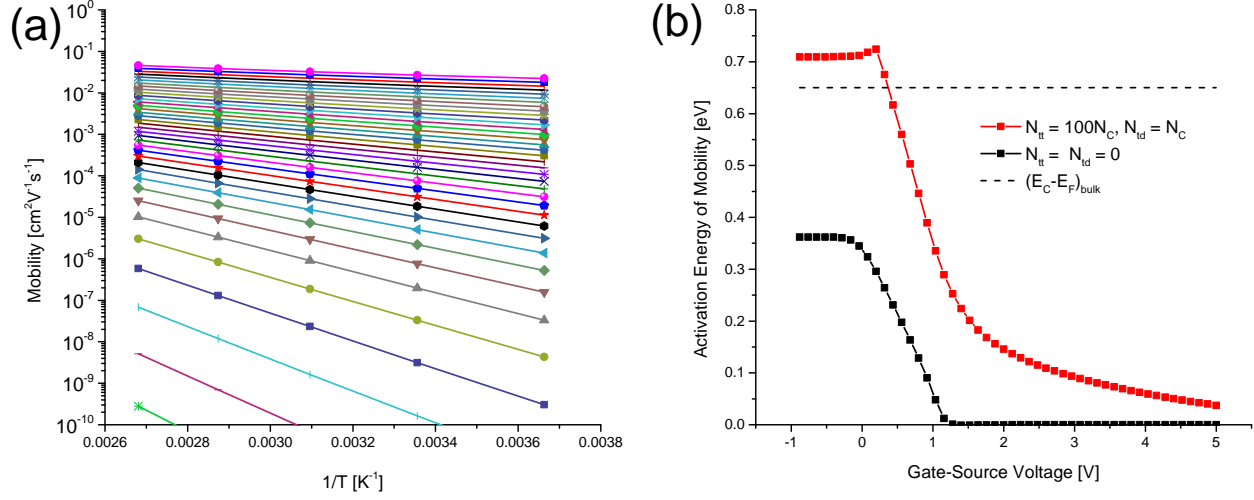 (a)
Mobility [cm²V⁻¹s⁻¹]
10⁰
10⁻¹
10⁻²
10⁻³
10⁻⁴
10⁻⁵
10⁻⁶
10⁻⁷
10⁻⁸
10⁻⁹
10⁻¹⁰
0.0026 0.0028 0.0030 0.0032 0.0034 0.0036 0.0038
1/T [K⁻¹]
(b)
Activation Energy of Mobility [eV]
0.8
0.7
0.6
0.5
0.4
0.3
0.2
0.1
0.0
N_tt = 100N_C, N_td = N_C
N_tt = N_td = 0
(E_C-E_F)_bulk
-1 0 1 2 3 4 5
Gate-Source Voltage [V]